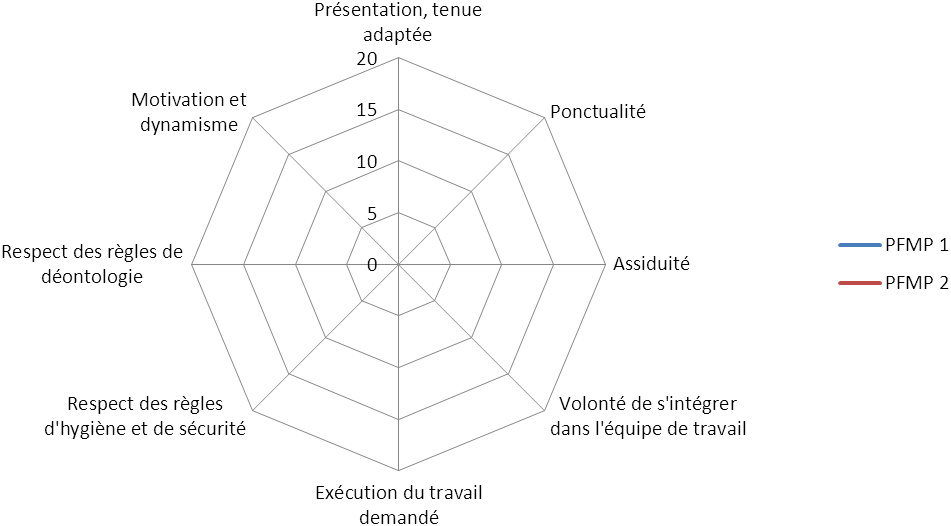 Présentation, tenue
adaptée
20
15
10
5
0
Ponctualité
Assiduité
Volonté de s'intégrer
dans l'équipe de travail
Exécution du travail
demandé
Respect des règles
d'hygiène et de sécurité
Respect des règles de
déontologie
Motivation et
dynamisme
PFMP 1
PFMP 2